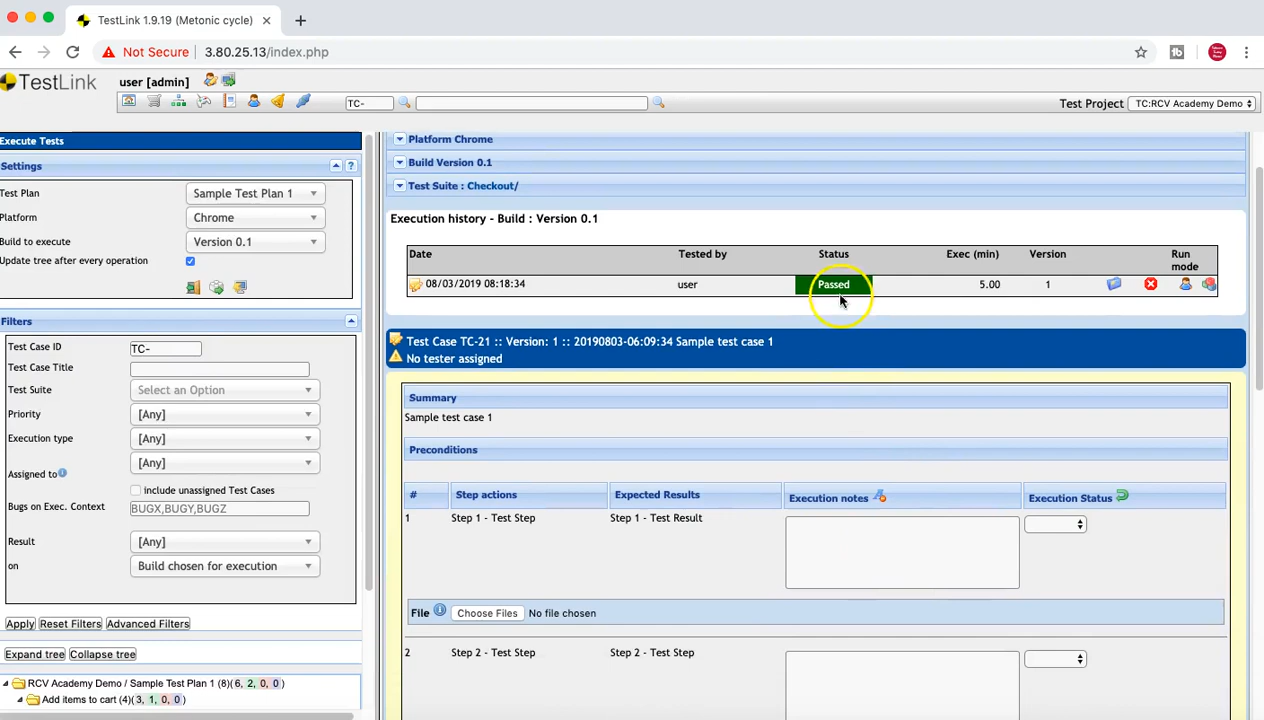 TestLink 1.9.19 (Metonic cycle)
Not Secure 3.80.25.13/index.php
TestLink user [admin]
TC-
Test Project TC:RCV Academy Demo
Execute Tests
Settings ?
Test Plan Sample Test Plan 1
Platform Chrome
Build to execute Version 0.1
Update tree after every operation
Filters
Test Case ID TC-
Test Case Title
Test Suite Select an Option
Priority [Any]
Execution type [Any]
[Any]
Assigned to
include unassigned Test Cases
Bugs on Exec. Context BUGX,BUGY,BUGZ
Result [Any]
on Build chosen for execution
Apply Reset Filters Advanced Filters
Expand tree Collapse tree
RCV Academy Demo / Sample Test Plan 1 (8)(6, 2, 0, 0)
Add items to cart (4)(3, 1, 0, 0)
Platform Chrome
Build Version 0.1
Test Suite : Checkout/
Execution history - Build : Version 0.1
Date Tested by Status Exec (min) Version Run mode
08/03/2019 08:18:34 user Passed 5.00 1
Test Case TC-21 :: Version: 1 :: 20190803-06:09:34 Sample test case 1
No tester assigned
Summary
Sample test case 1
Preconditions
# Step actions Expected Results Execution notes Execution Status
1 Step 1 - Test Step Step 1 - Test Result
File Choose Files No file chosen
2 Step 2 - Test Step Step 2 - Test Step